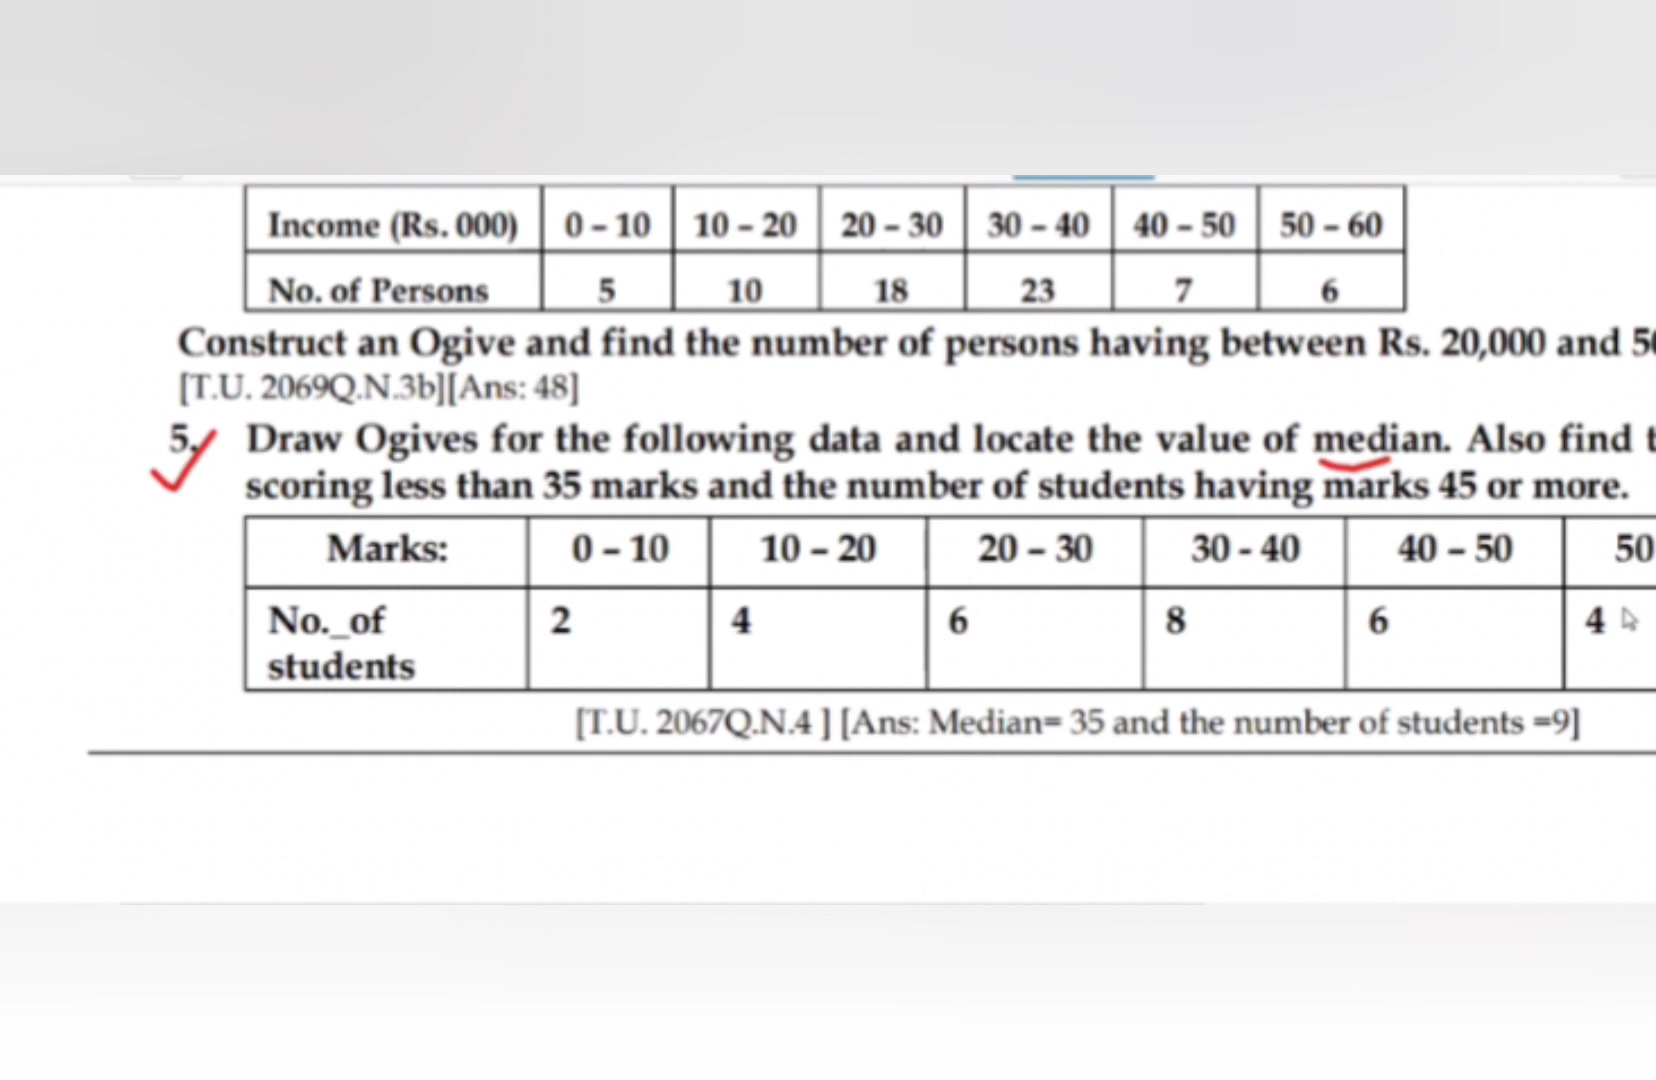 Income (Rs. 000) 0 – 10 10 – 20 20 – 30 30 – 40 40 – 50 50 – 60
No. of Persons 5 10 18 23 7 6
Construct an Ogive and find the number of persons having between Rs. 20,000 and
[T.U. 2069Q.N.3b][Ans: 48]
5. Draw Ogives for the following data and locate the value of median. Also find
scoring less than 35 marks and the number of students having marks 45 or more.
Marks: 0 – 10 10 – 20 20 – 30 30 - 40 40 – 50 50
No._of 2 4 6 8 6 4
students
[T.U. 2067Q.N.4 ] [Ans: Median= 35 and the number of students =9]